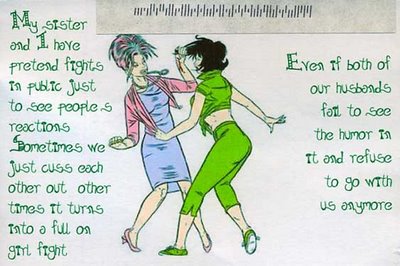 My sister
and I have
pretend fights
in public just
to see people s
reactions
Sometimes we
just cuss each
other out other
times it turns
into a full on
girl fight
Even if both of
our husbands
fail to see
the humor in
it and refuse
to go with
us anymore